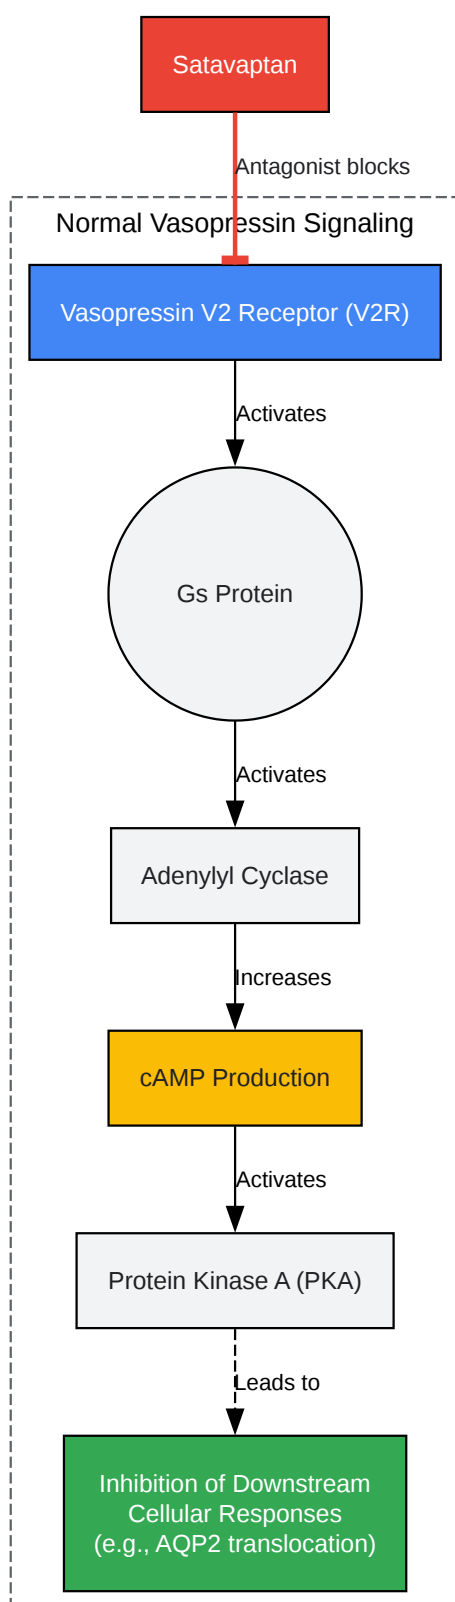 Satavaptan
Antagonist blocks
Normal Vasopressin Signaling
Vasopressin V2 Receptor (V2R)
Activates
Gs Protein
Activates
Adenylyl Cyclase
Increases
cAMP Production
Activates
Protein Kinase A (PKA)
Leads to
Inhibition of Downstream
Cellular Responses
(e.g., AQP2 translocation)